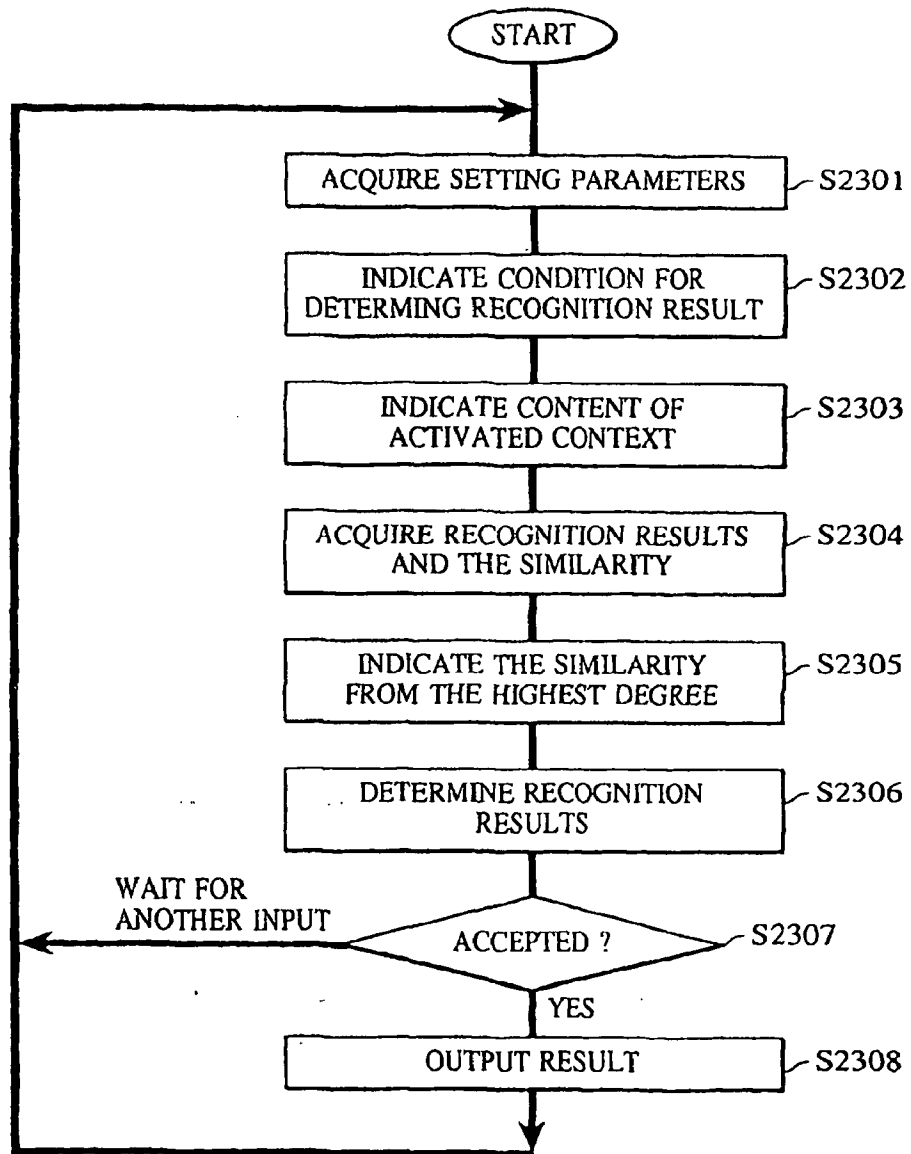 START
ACQUIRE SETTING PARAMETERS
S2301
INDICATE CONDITION FOR
DETERMING RECOGNITION RESULT
S2302
INDICATE CONTENT OF
ACTIVATED CONTEXT
S2303
ACQUIRE RECOGNITION RESULTS
AND THE SIMILARITY
S2304
INDICATE THE SIMILARITY
FROM THE HIGHEST DEGREE
S2305
DETERMINE RECOGNITION
RESULTS
S2306
WAIT FOR
ANOTHER INPUT
ACCEPTED ?
S2307
YES
OUTPUT RESULT
S2308